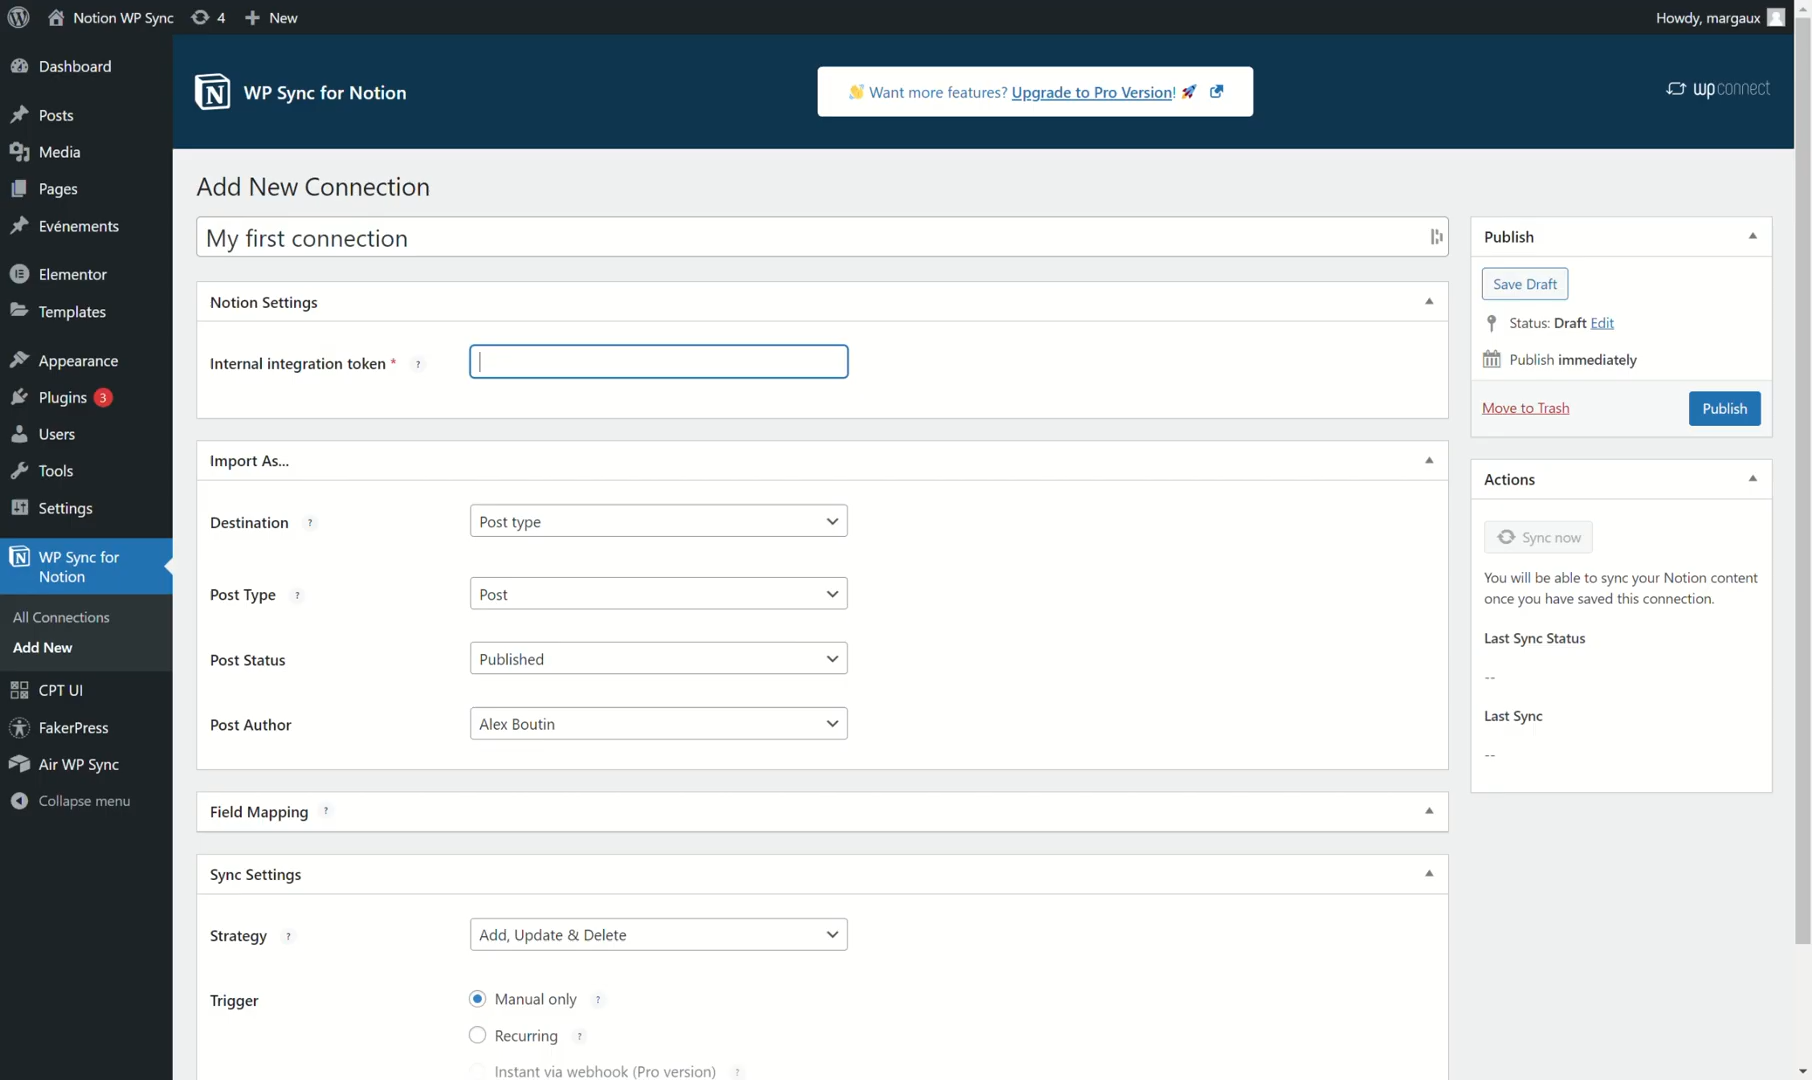 Notion WP Sync
4
New
Howdy, margaux
Dashboard
Posts
Media
Pages
Evénements
Elementor
Templates
Appearance
Plugins 3
Users
Tools
Settings
WP Sync for
Notion
All Connections
Add New
CPT UI
FakerPress
Air WP Sync
Collapse menu
WP Sync for Notion
👋 Want more features? Upgrade to Pro Version! 🚀
wpconnect
Add New Connection
My first connection
Notion Settings
Internal integration token * ?
Import As...
Destination ?
Post type
Post Type ?
Post
Post Status
Published
Post Author
Alex Boutin
Field Mapping ?
Sync Settings
Strategy ?
Add, Update & Delete
Trigger
Manual only ?
Recurring ?
Instant via webhook (Pro version) ?
Publish
Save Draft
Status: Draft Edit
Publish immediately
Move to Trash
Publish
Actions
Sync now
You will be able to sync your Notion content
once you have saved this connection.
Last Sync Status
--
Last Sync
--